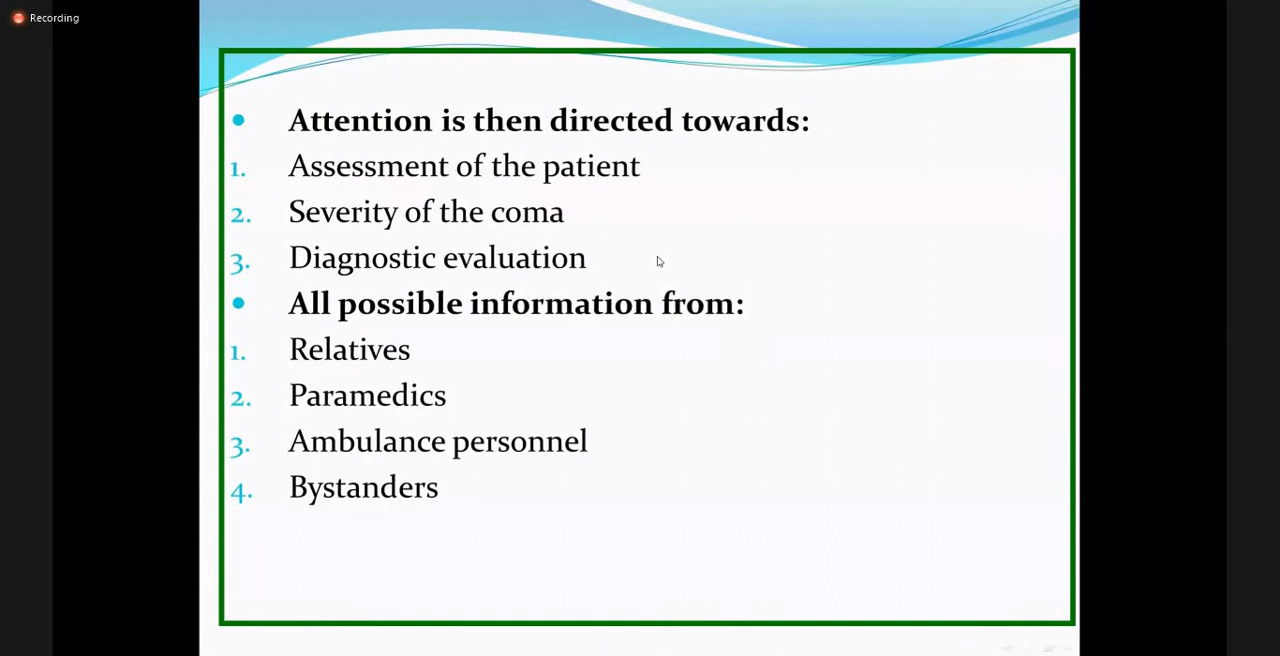 Recording
• Attention is then directed towards:
1. Assessment of the patient
2. Severity of the coma
3. Diagnostic evaluation
• All possible information from:
1. Relatives
2. Paramedics
3. Ambulance personnel
4. Bystanders